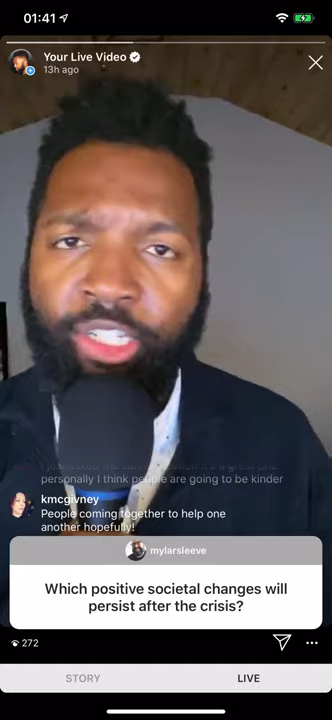 01:41
Your Live Video
13h ago
personally I think people are going to be kinder
kmcgivney
People coming together to help one
another hopefully!
mylarsleeve
Which positive societal changes will
persist after the crisis?
272
STORY
LIVE